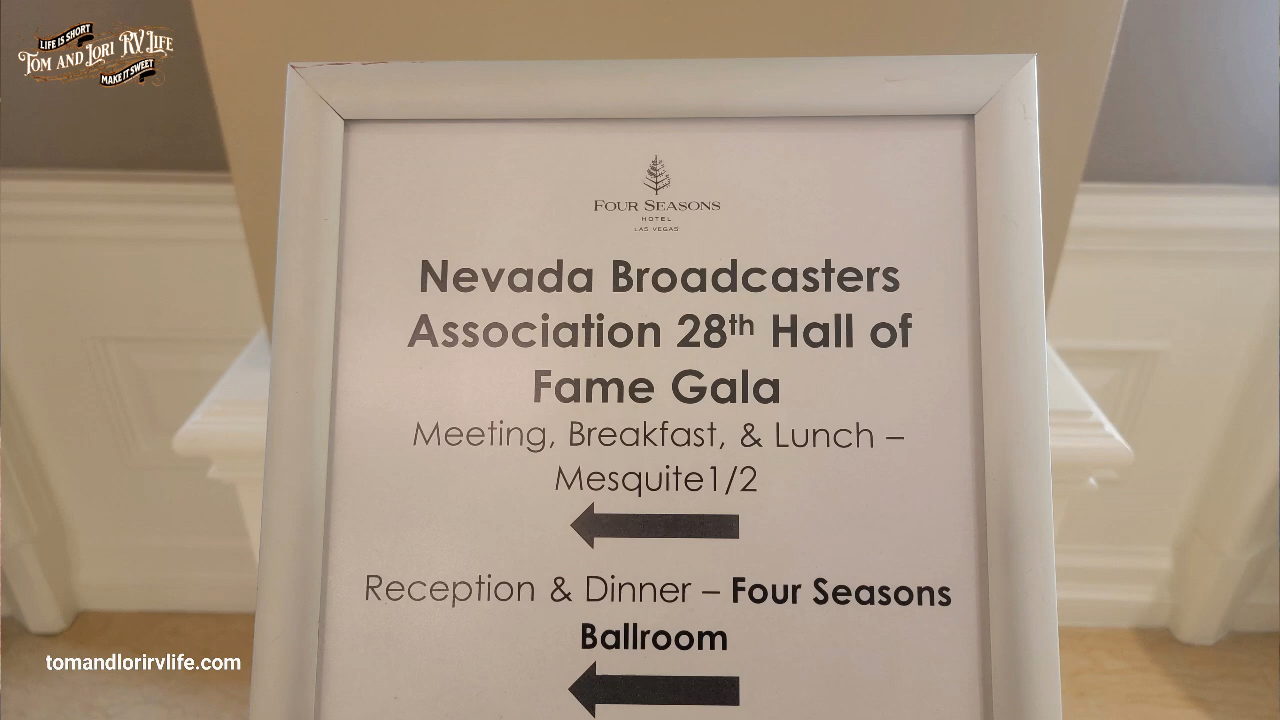 LIFE IS SHORT
TOM AND LORI RV LIFE
MAKE IT SWEET
FOUR SEASONS
HOTEL
LAS VEGAS
Nevada Broadcasters
Association 28th Hall of
Fame Gala
Meeting, Breakfast, & Lunch –
Mesquite1/2
Reception & Dinner – Four Seasons
Ballroom
tomandlorirvlife.com